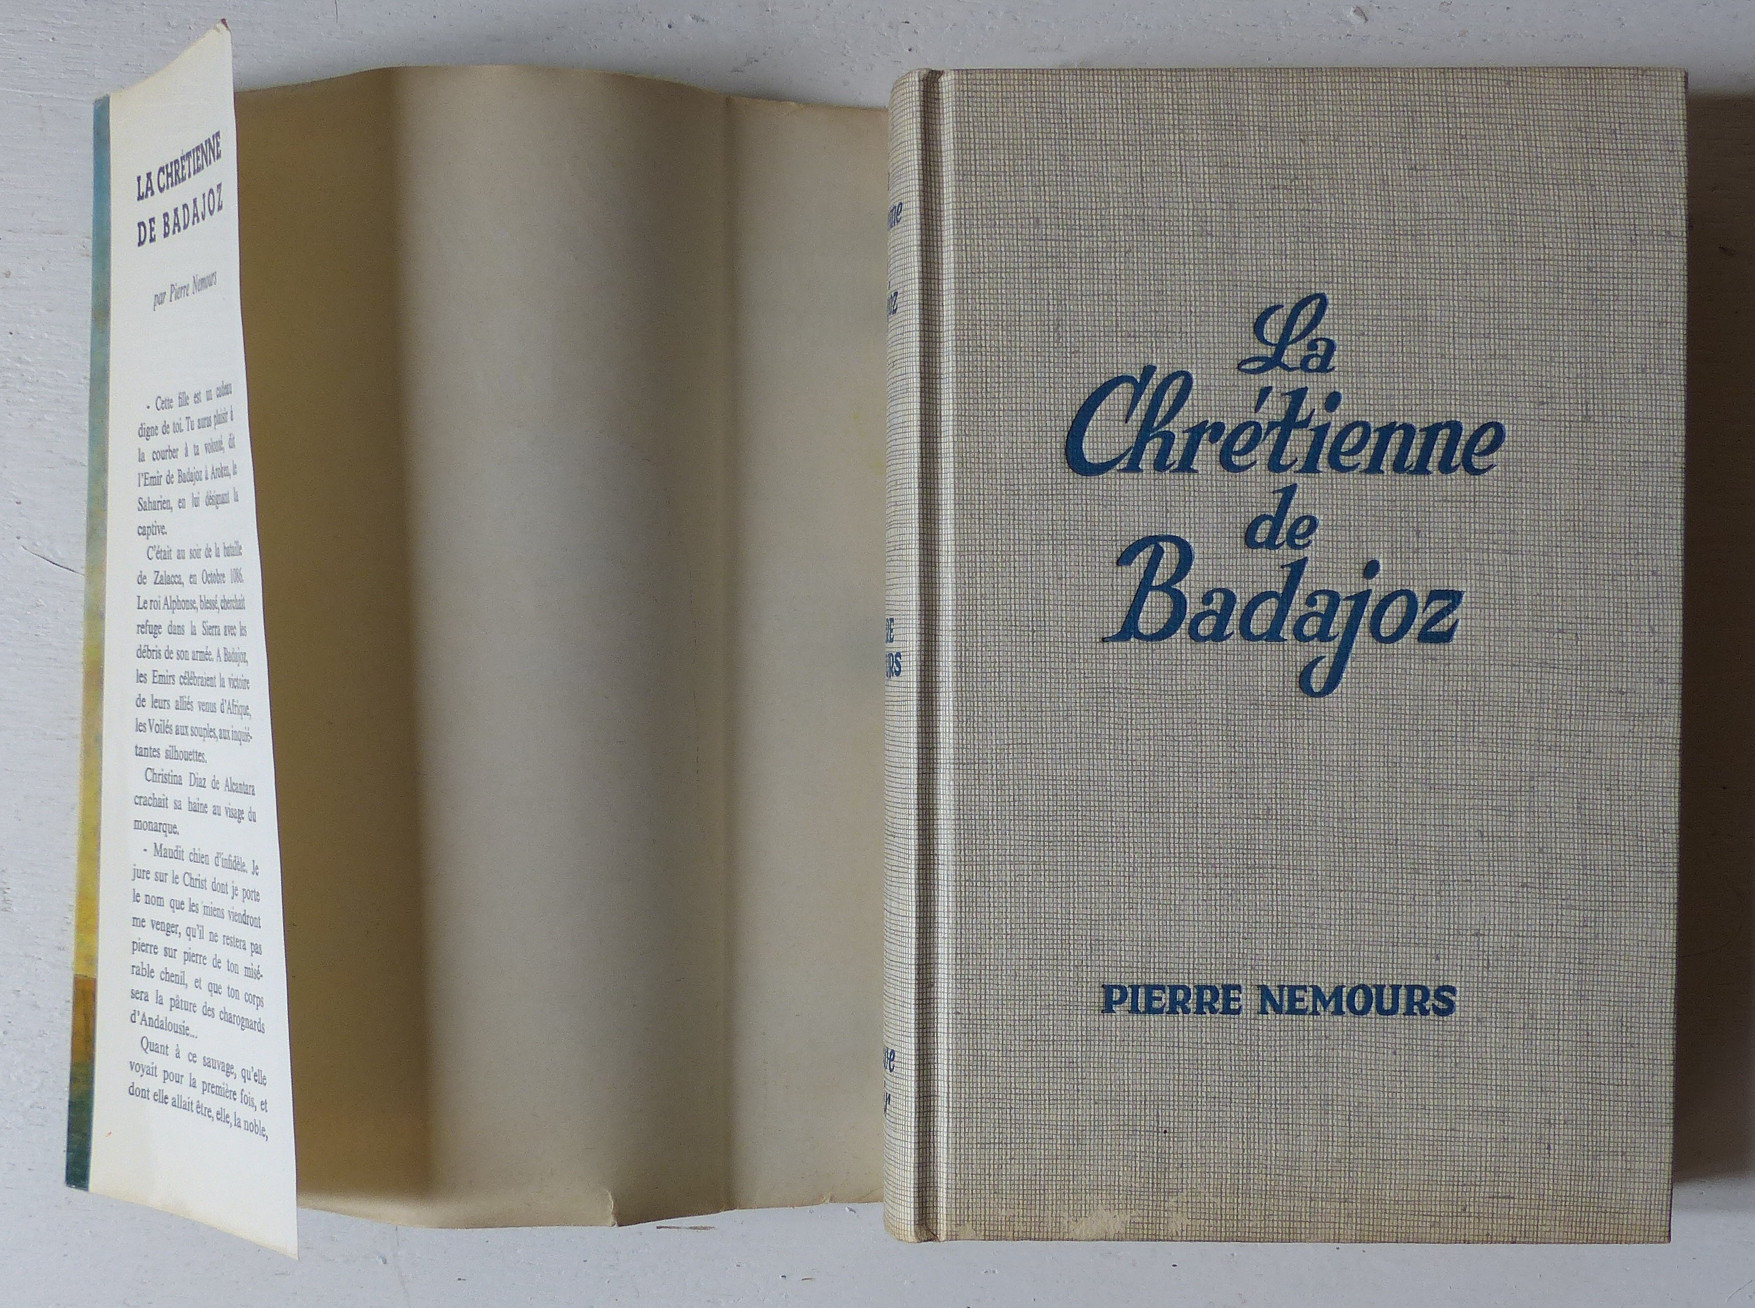 LA CHRÉTIENNE
DE BADAJOZ
par Pierre Nemours
- Cette fille est un cadeau
digne de toi. Tu auras plaisir à
la courber à ta volonté, dit
l'Emir de Badajoz à Aroken, le
Saharien, en lui désignant la
captive.
C'était au soir de la bataille
de Zalacca, en Octobre 1086.
Le roi Alphonse, blessé, cherchait
refuge dans la Sierra avec les
débris de son armée. A Badajoz,
les Emirs célébraient la victoire
de leurs alliés venus d'Afrique,
les Voilés aux souples, aux inquié-
tantes silhouettes.
Christina Diaz de Alcantara
crachait sa haine au visage du
monarque.
- Maudit chien d'infidèle. Je
jure sur le Christ dont je porte
le nom que les miens viendront
me venger, qu'il ne restera pas
pierre sur pierre de ton misé-
rable chenil, et que ton corps
sera la pâture des charognards
d'Andalousie...
Quant à ce sauvage, qu'elle
voyait pour la première fois, et
dont elle allait être, elle, la noble,
La
Chrétienne
de
Badajoz
PIERRE NEMOURS